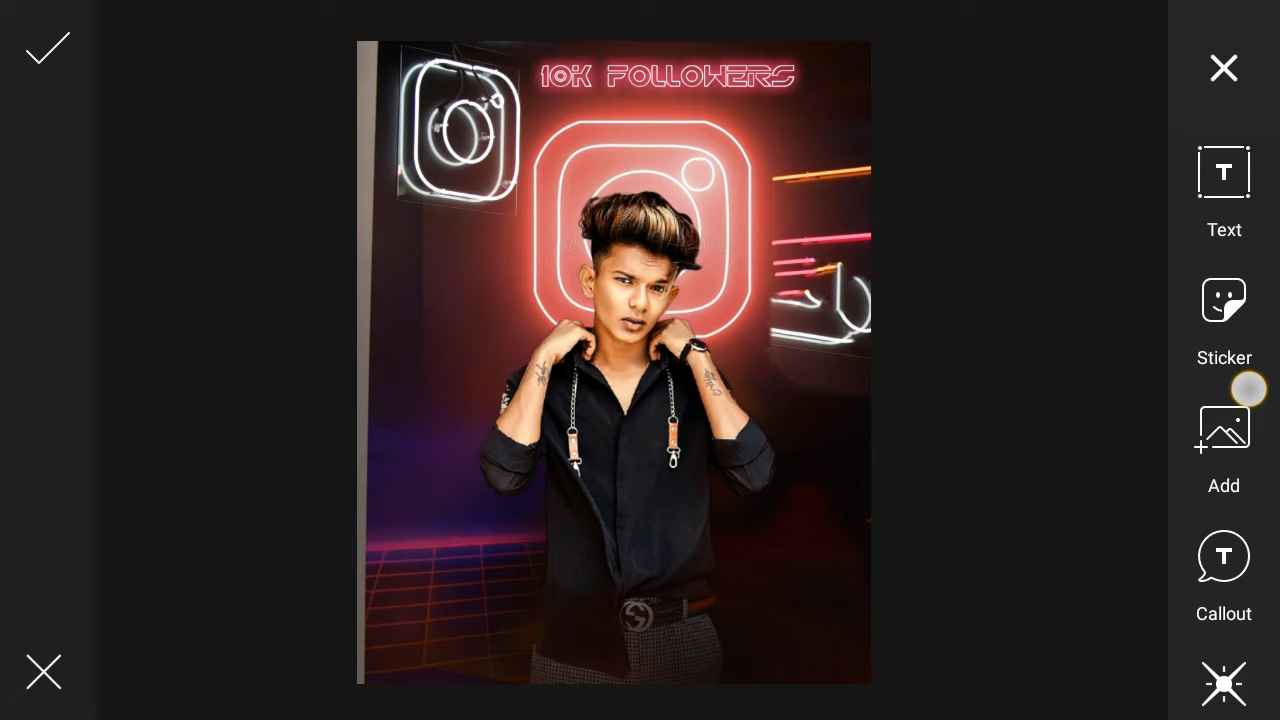 10K FOLLOWERS
T
Text
Sticker
Add
T
Callout